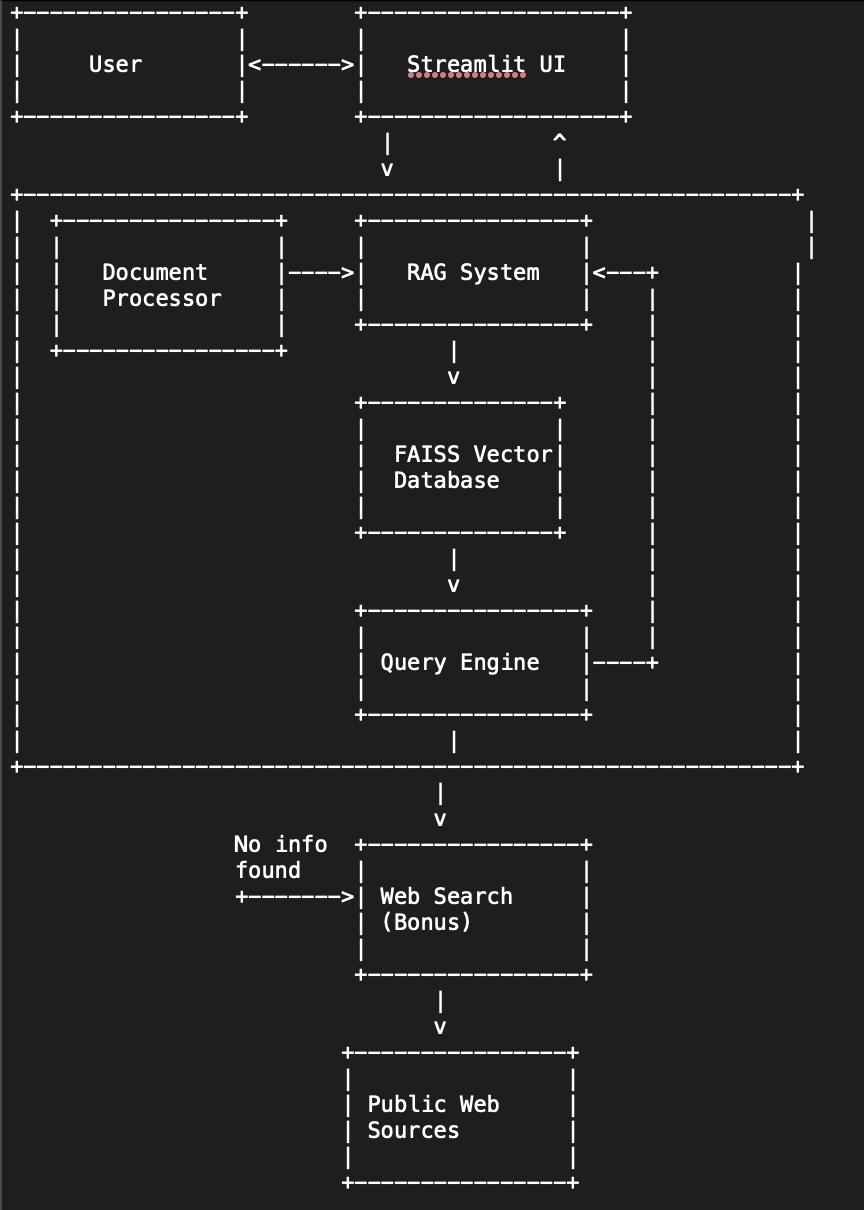 User
Streamlit UI
Document
Processor
RAG System
FAISS Vector
Database
Query Engine
No info
found
Web Search
(Bonus)
Public Web
Sources